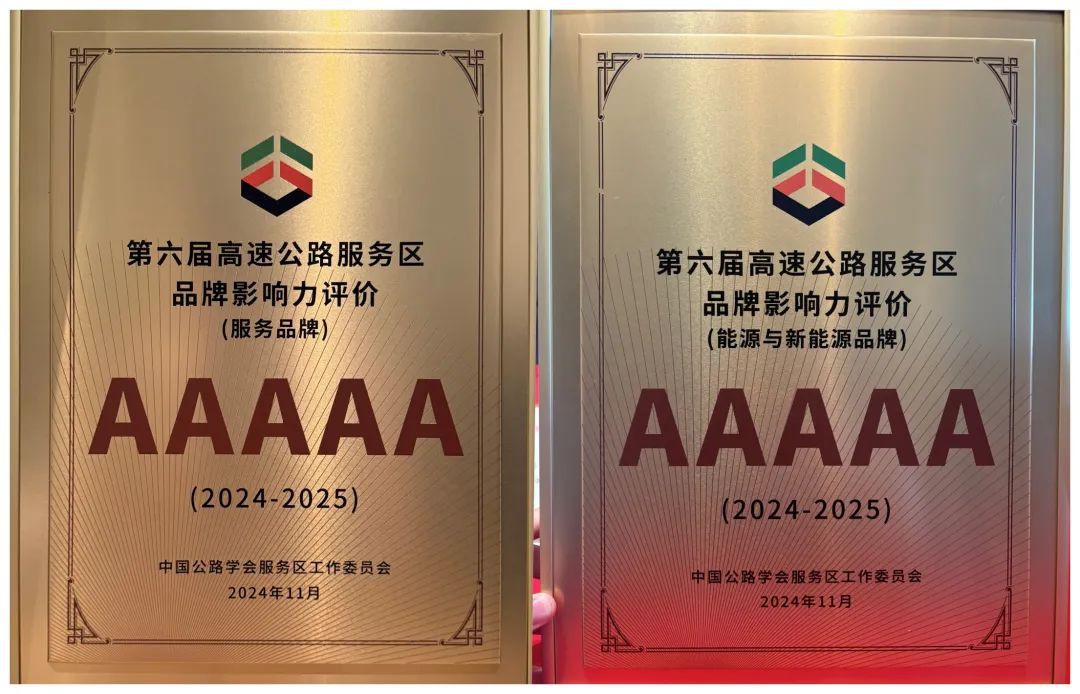 第六届高速公路服务区
品牌影响力评价
(服务品牌)
AAAAA
(2024-2025)
中国公路学会服务区工作委员会
2024年11月
第六届高速公路服务区
品牌影响力评价
(能源与新能源品牌)
AAAAA
(2024-2025)
中国公路学会服务区工作委员会
2024年11月